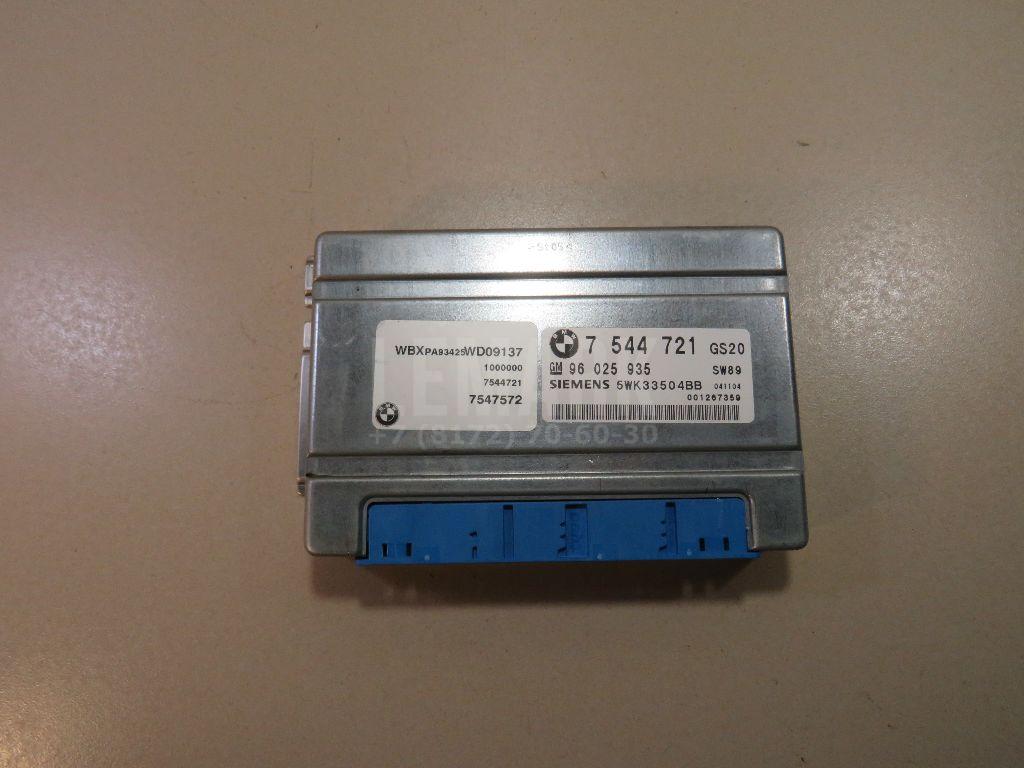 WBXPA93425WD09137
1000000
7544721
7547572
BMW
7 544 721 GS20
GM 96 025 935 SW89
SIEMENS 5WK33504BB 041104
001267359
+7 (8172) 70-60-30